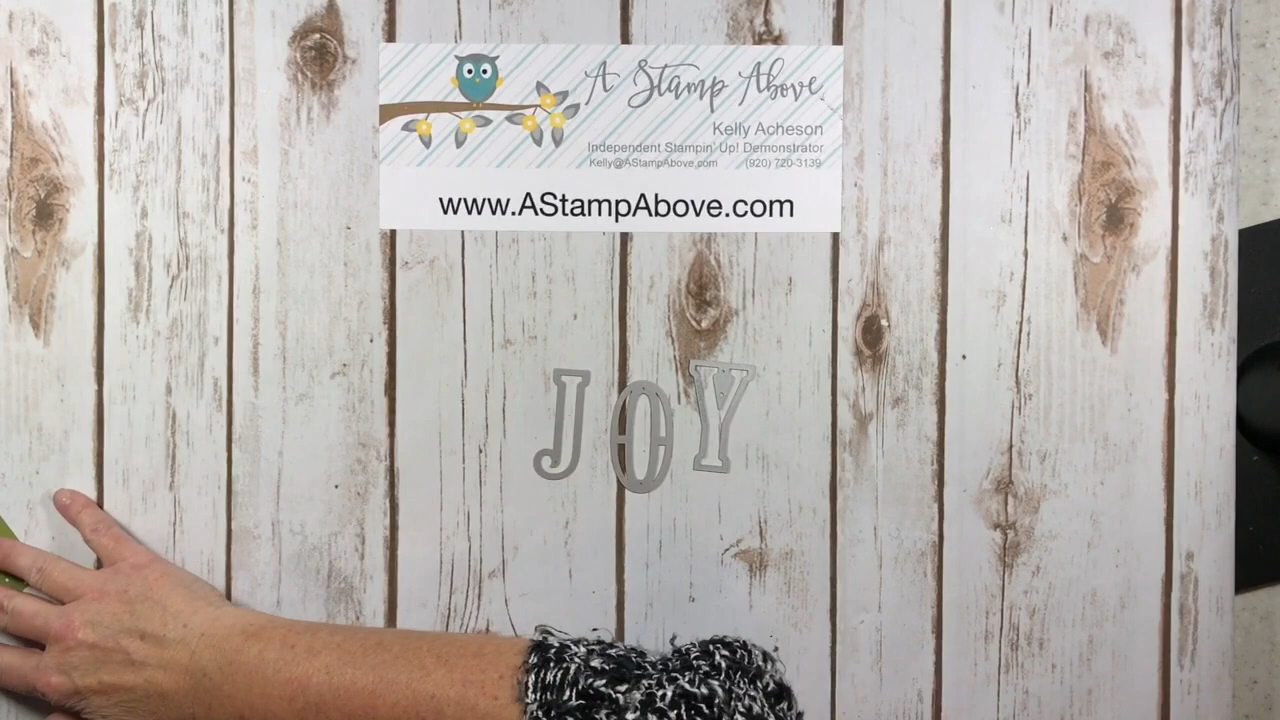 A Stamp Above
Kelly Acheson
Independent Stampin' Up! Demonstrator
Kelly@AStampAbove.com (920) 720-3139
www.AStampAbove.com
JOY